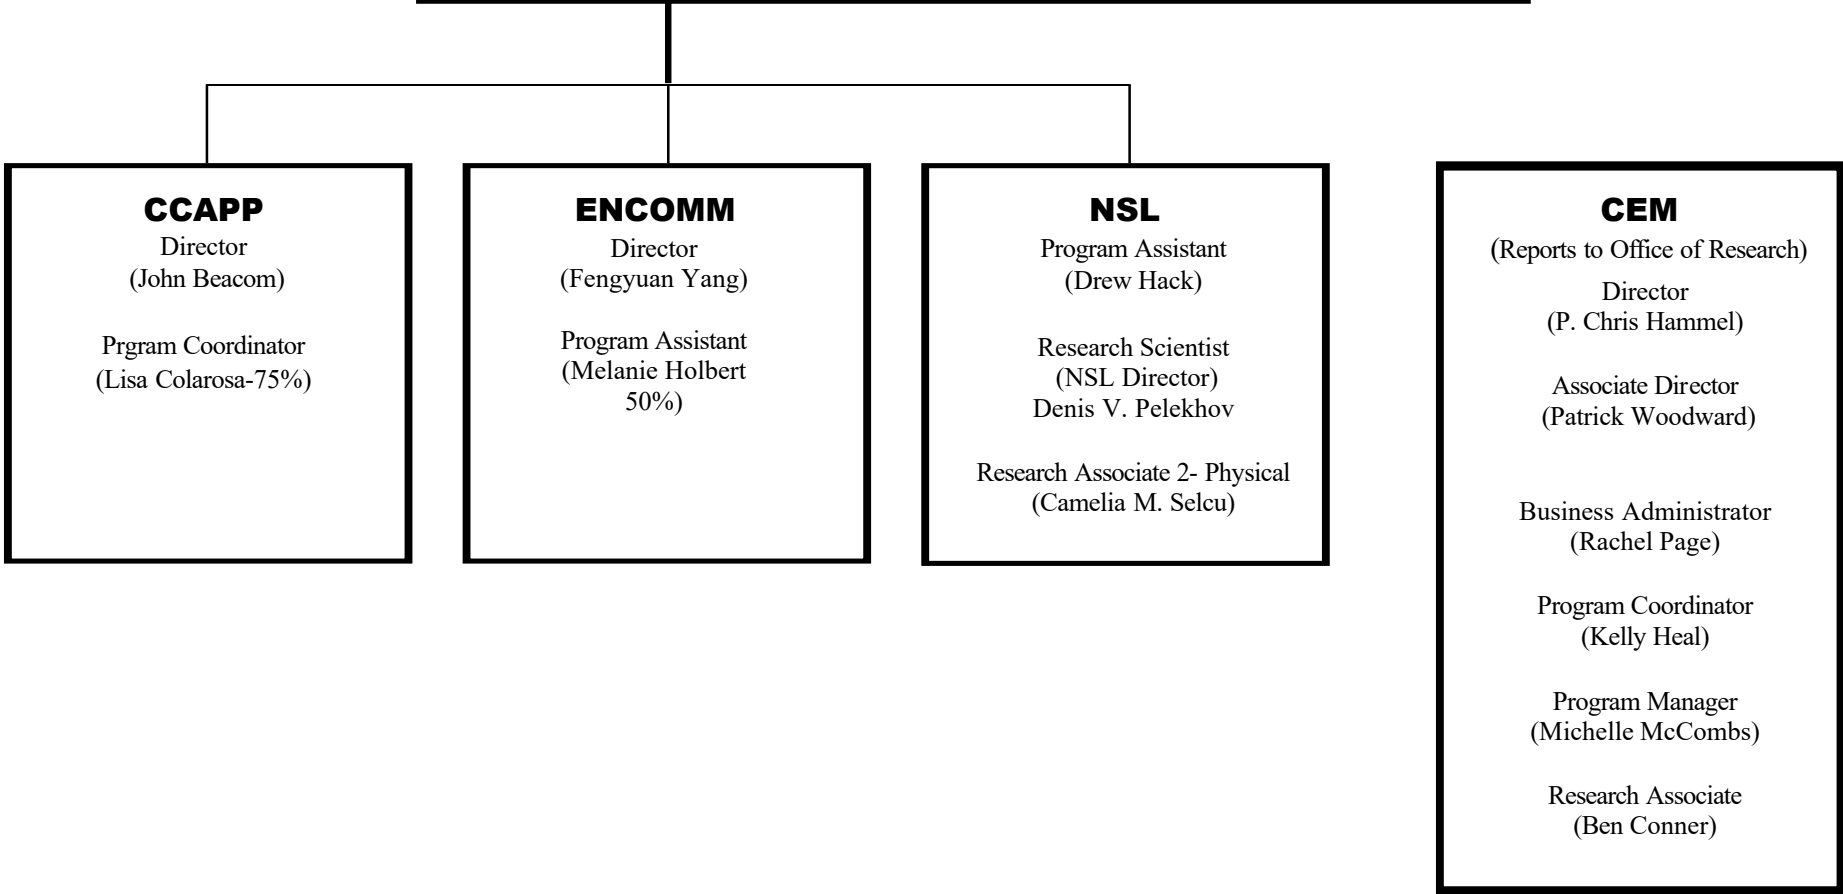 CCAPP
Director
(John Beacom)
Prgram Coordinator
(Lisa Colarosa-75%)
ENCOMM
Director
(Fengyuan Yang)
Program Assistant
(Melanie Holbert
50%)
NSL
Program Assistant
(Drew Hack)
Research Scientist
(NSL Director)
Denis V. Pelekhov
Research Associate 2- Physical
(Camelia M. Selcu)
CEM
(Reports to Office of Research)
Director
(P. Chris Hammel)
Associate Director
(Patrick Woodward)
Business Administrator
(Rachel Page)
Program Coordinator
(Kelly Heal)
Program Manager
(Michelle McCombs)
Research Associate
(Ben Conner)